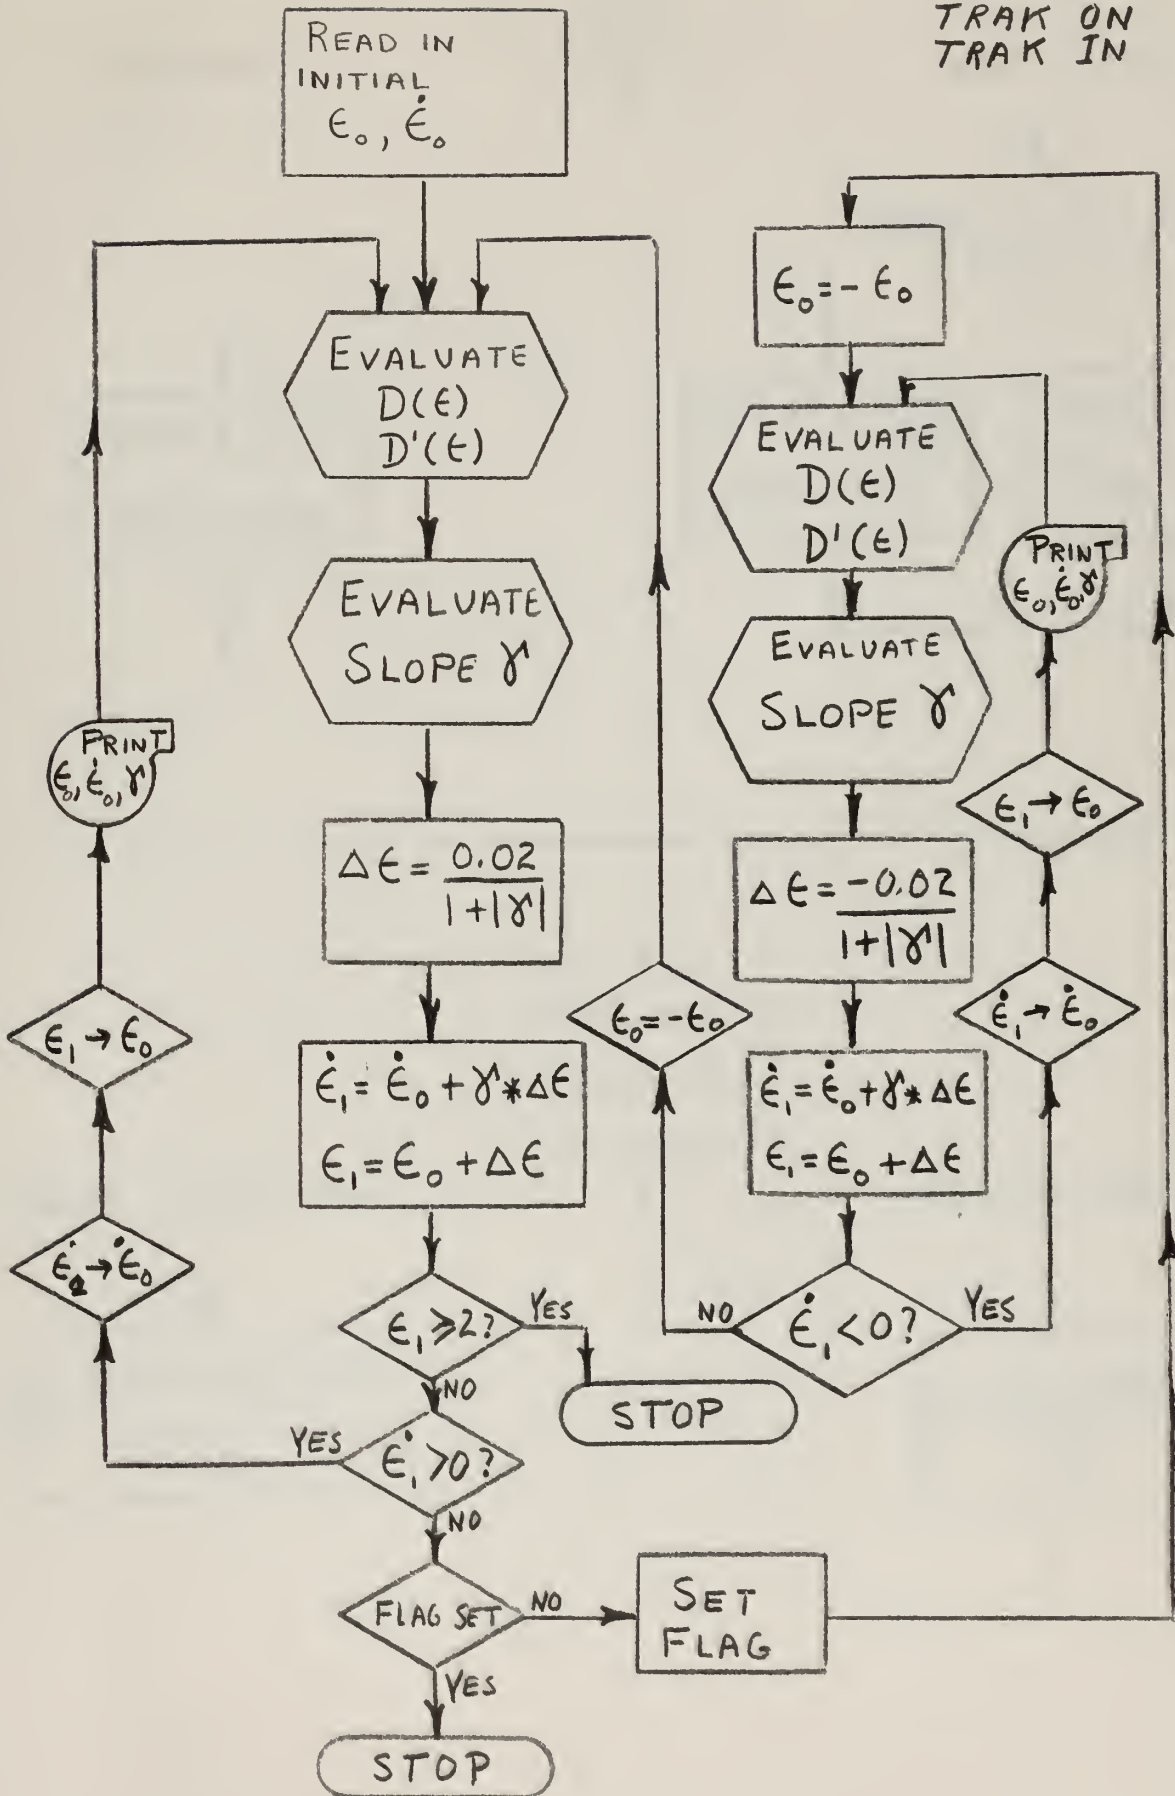 TRAK ON
TRAK IN
READ IN
INITIAL
ϵ₀, ϵ̇₀
EVALUATE
D(ϵ)
D'(ϵ)
EVALUATE
SLOPE γ
Δϵ = 0.02
1+|γ|
ϵ̇₁ = ϵ̇₀ + γ * Δϵ
ϵ₁ = ϵ₀ + Δϵ
ϵ₁ ≥ 2?
YES
STOP
NO
ϵ̇₁ > 0?
YES
NO
FLAG SET
NO
SET
FLAG
YES
STOP
ϵ₁ → ϵ₀
PRINT
ϵ₀, ϵ̇₀, γ
ϵ₀ = - ϵ₀
EVALUATE
D(ϵ)
D'(ϵ)
EVALUATE
SLOPE γ
Δϵ = -0.02
1+|γ|
ϵ̇₁ = ϵ̇₀ + γ * Δϵ
ϵ₁ = ϵ₀ + Δϵ
ϵ̇₁ < 0?
NO
ϵ₀ = -ϵ₀
YES
ϵ̇₁ → ϵ̇₀
ϵ₁ → ϵ₀
PRINT
ϵ₀, ϵ̇₀, γ